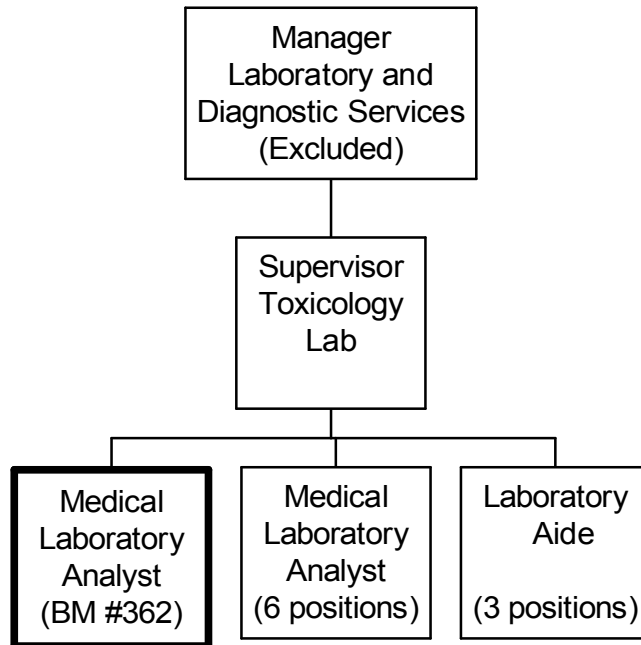 Manager
Laboratory and
Diagnostic Services
(Excluded)
Supervisor
Toxicology
Lab
Medical
Laboratory
Analyst
(BM #362)
Medical
Laboratory
Analyst
(6 positions)
Laboratory
Aide
(3 positions)